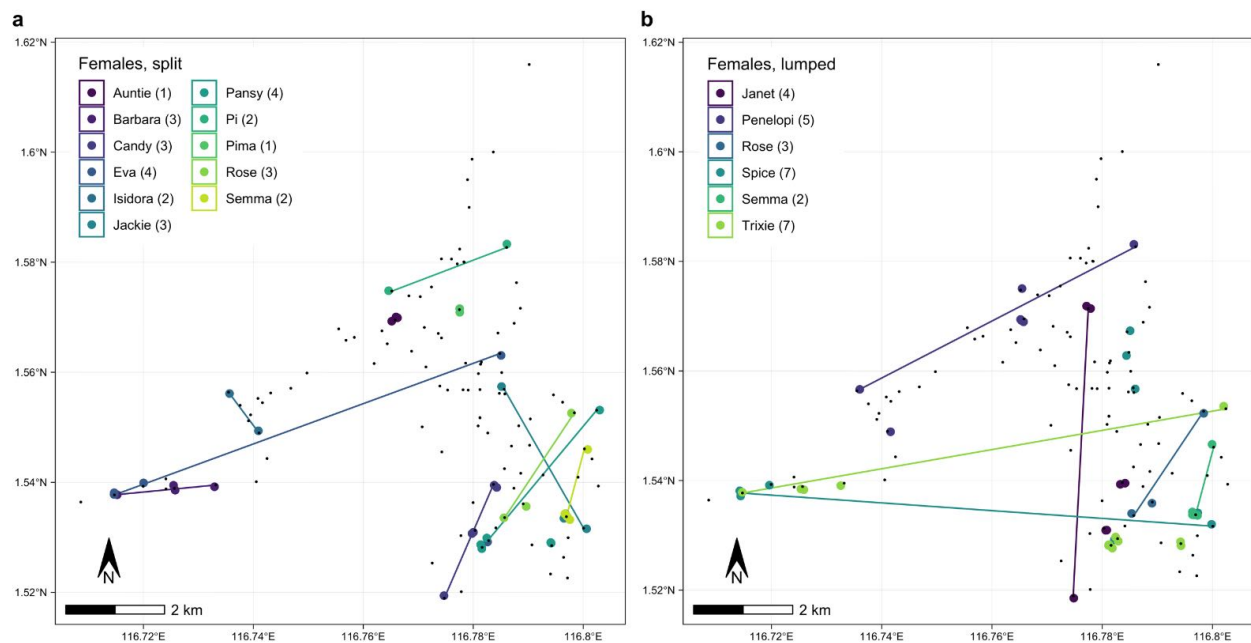 a
1.62°N
1.6°N
1.58°N
1.56°N
1.54°N
1.52°N
Females, split
Auntie (1)
Barbara (3)
Candy (3)
Eva (4)
Isidora (2)
Jackie (3)
Pansy (4)
Pi (2)
Pima (1)
Rose (3)
Semma (2)
N
2 km
116.72°E
116.74°E
116.76°E
116.78°E
116.8°E
b
1.62°N
1.6°N
1.58°N
1.56°N
1.54°N
1.52°N
Females, lumped
Janet (4)
Penelopi (5)
Rose (3)
Spice (7)
Semma (2)
Trixie (7)
N
2 km
116.72°E
116.74°E
116.76°E
116.78°E
116.8°E